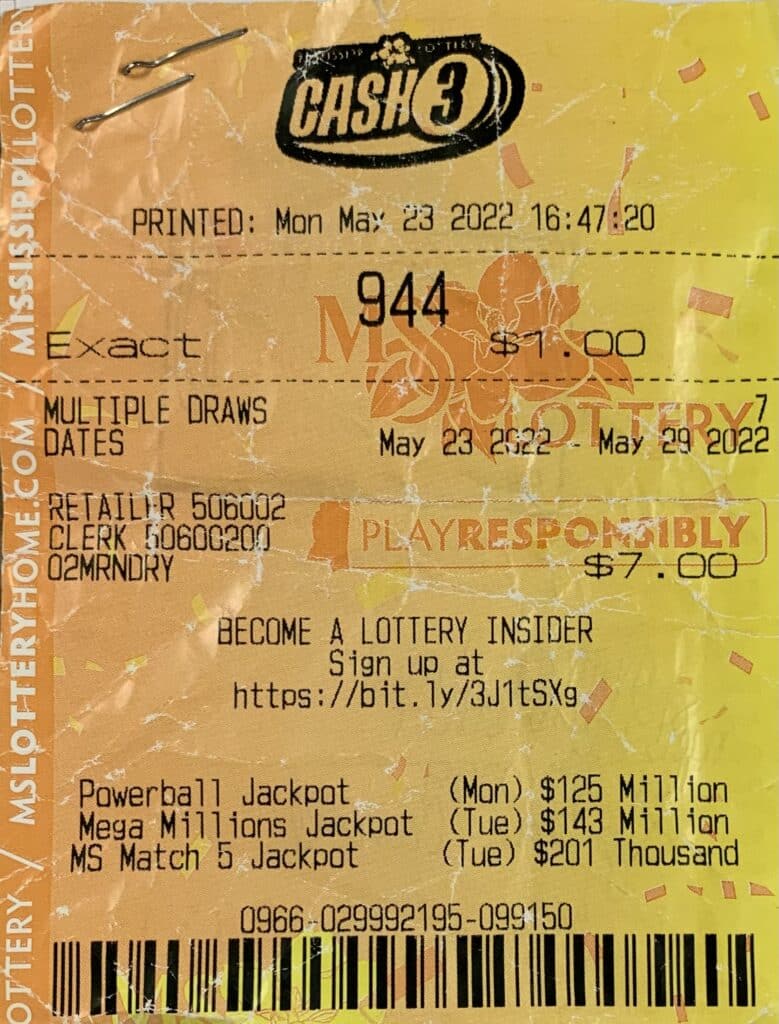 MISSISSIPPI LOTTERY
CASH 3
PRINTED: Mon May 23 2022 16:47:20
944
Exact $1.00
MS LOTTERY
MULTIPLE DRAWS 7
DATES May 23 2022 - May 29 2022
RETAILER 506002
CLERK 50600200
PLAYRESPONSIBLY
02MRNDRY $7.00
BECOME A LOTTERY INSIDER
Sign up at
https://bit.ly/3J1tSXg
Powerball Jackpot (Mon) $125 Million
Mega Millions Jackpot (Tue) $143 Million
MS Match 5 Jackpot (Tue) $201 Thousand
0966-029992195-099150
OTTERY / MSLOTTERYHOME.COM / MISSISSIPPI LOTTERY